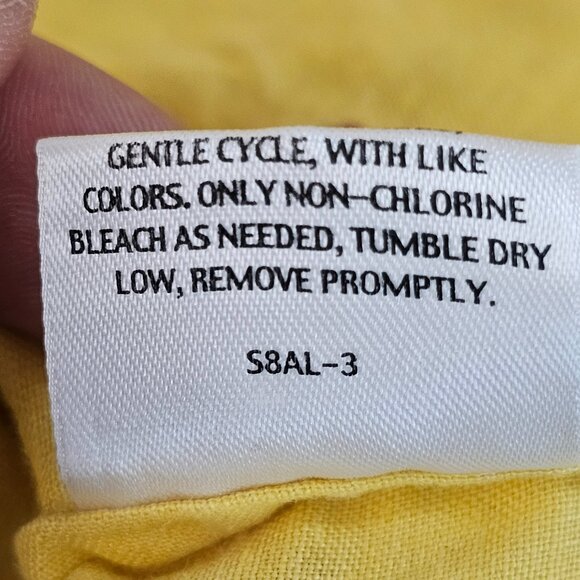 GENTLE CYCLE, WITH LIKE
COLORS. ONLY NON-CHLORINE
BLEACH AS NEEDED, TUMBLE DRY
LOW, REMOVE PROMPTLY.
S8AL-3